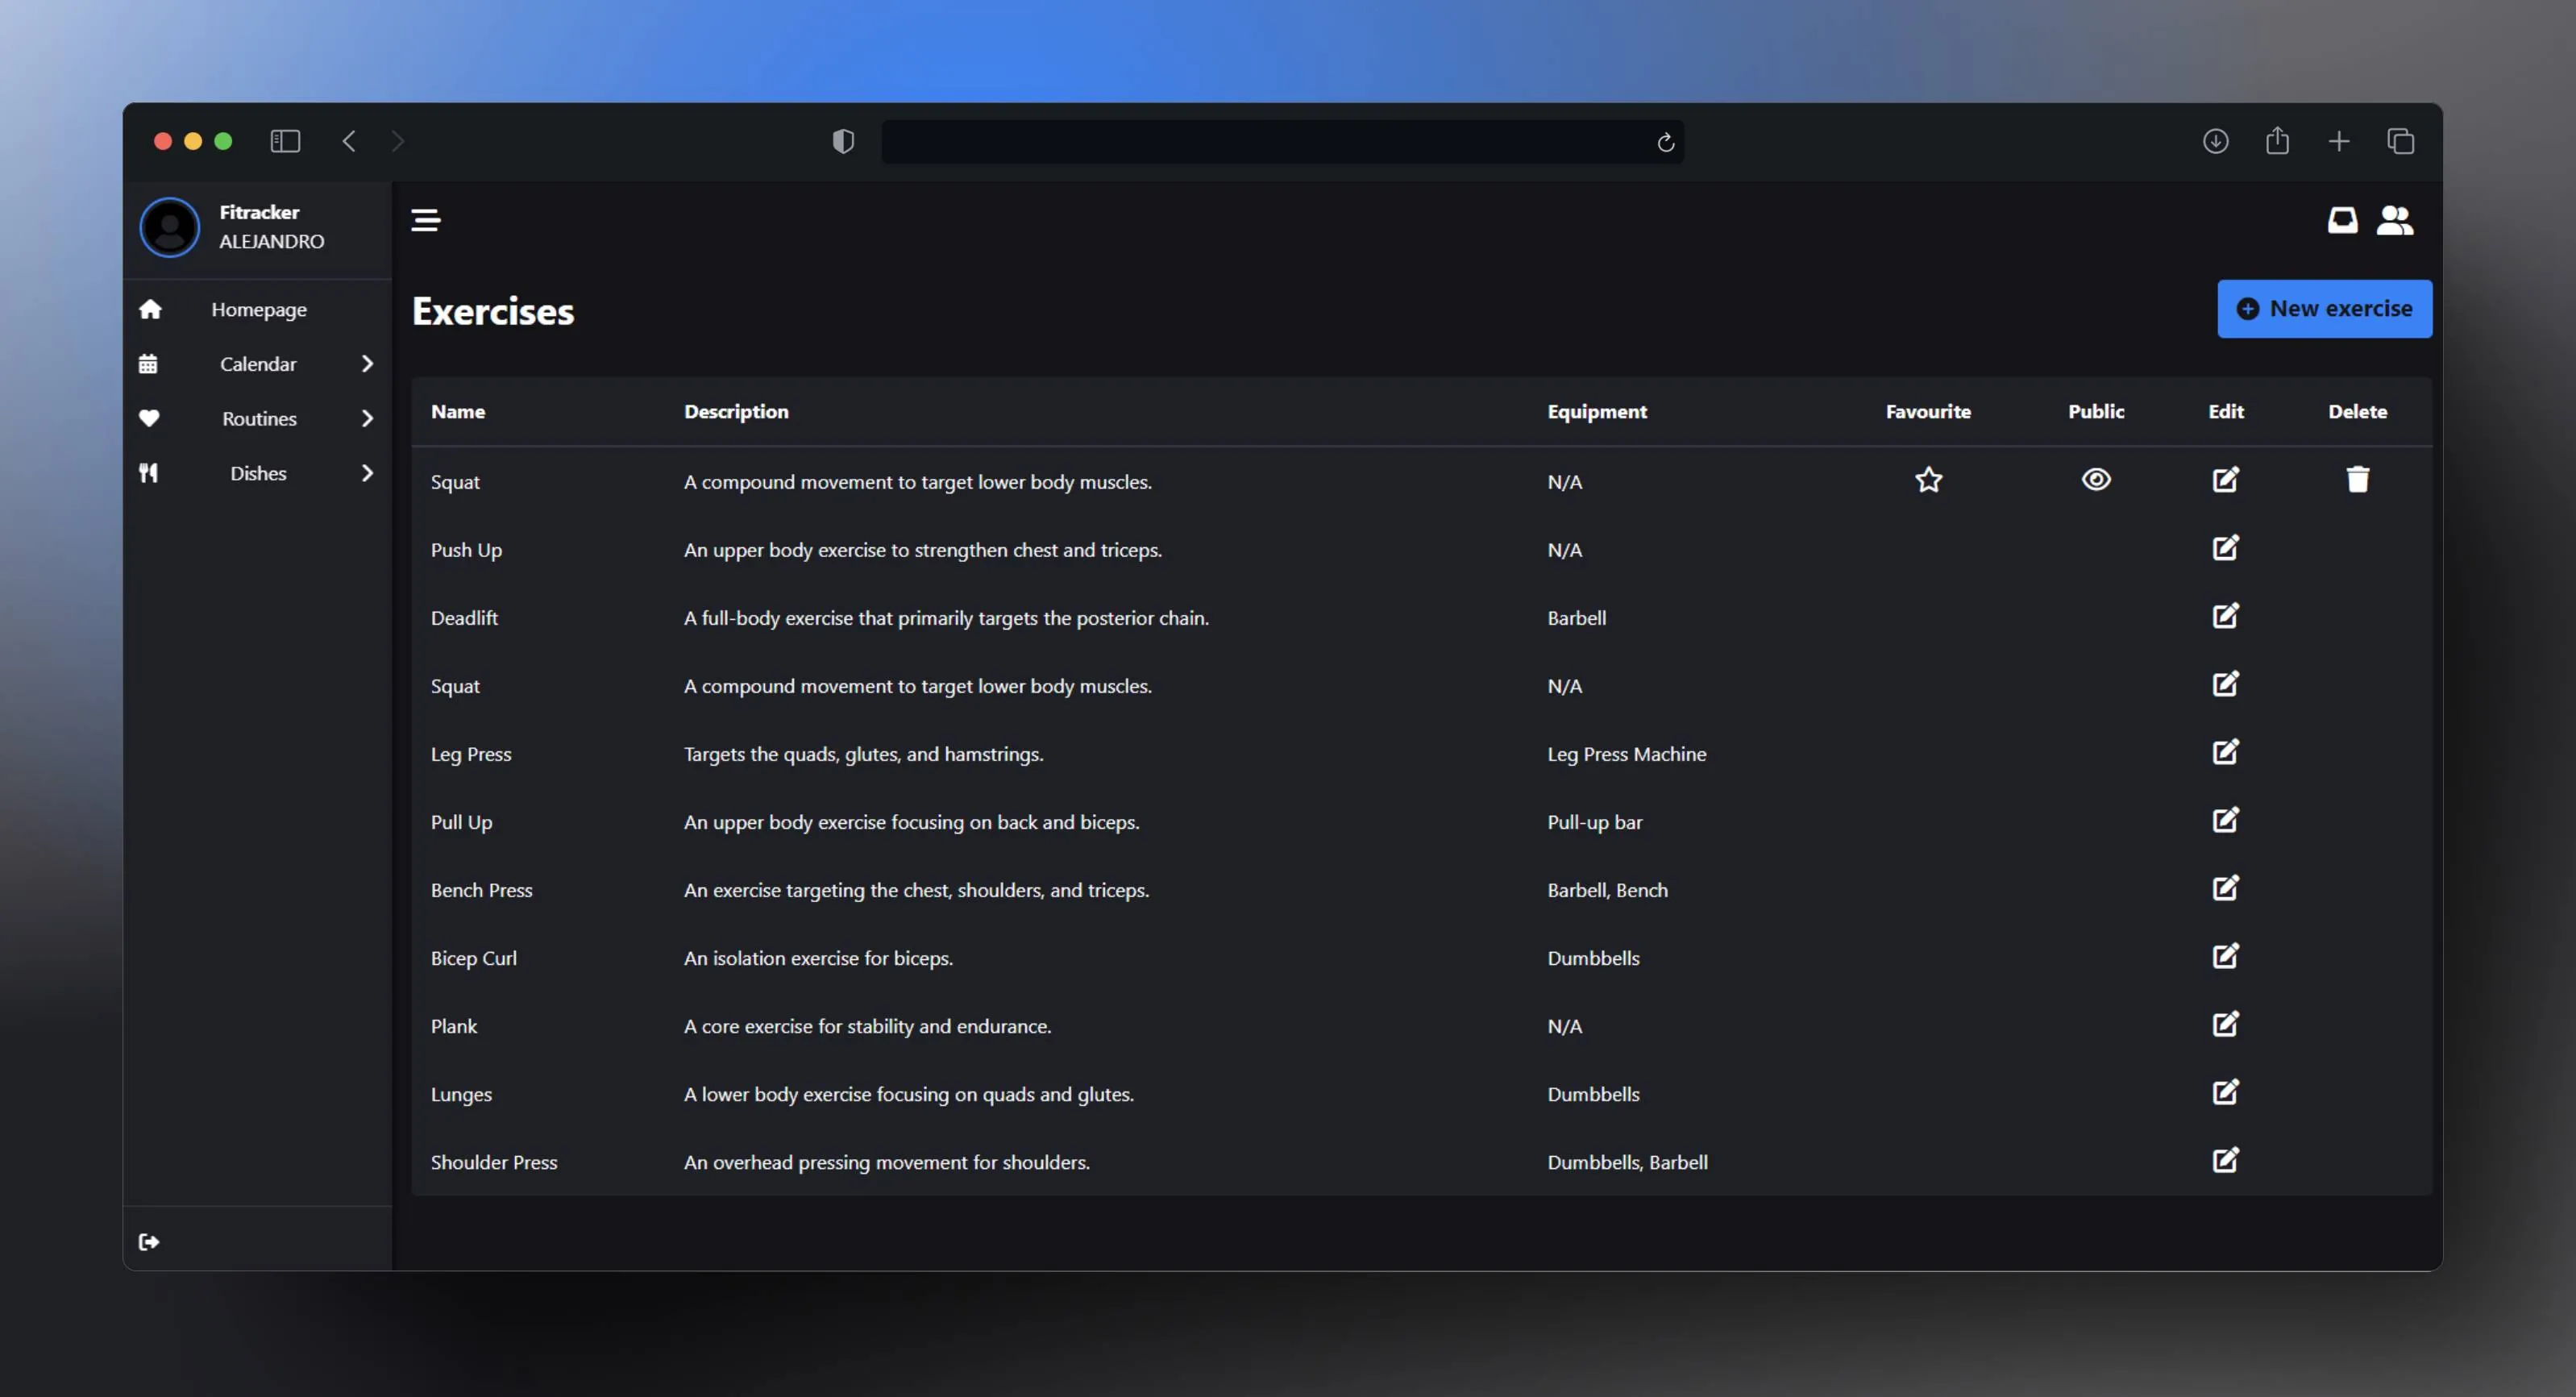 Fitracker
ALEJANDRO
Homepage
Calendar
Routines
Dishes
Exercises
New exercise
Name Description Equipment Favourite Public Edit Delete
Squat A compound movement to target lower body muscles. N/A
Push Up An upper body exercise to strengthen chest and triceps. N/A
Deadlift A full-body exercise that primarily targets the posterior chain. Barbell
Squat A compound movement to target lower body muscles. N/A
Leg Press Targets the quads, glutes, and hamstrings. Leg Press Machine
Pull Up An upper body exercise focusing on back and biceps. Pull-up bar
Bench Press An exercise targeting the chest, shoulders, and triceps. Barbell, Bench
Bicep Curl An isolation exercise for biceps. Dumbbells
Plank A core exercise for stability and endurance. N/A
Lunges A lower body exercise focusing on quads and glutes. Dumbbells
Shoulder Press An overhead pressing movement for shoulders. Dumbbells, Barbell